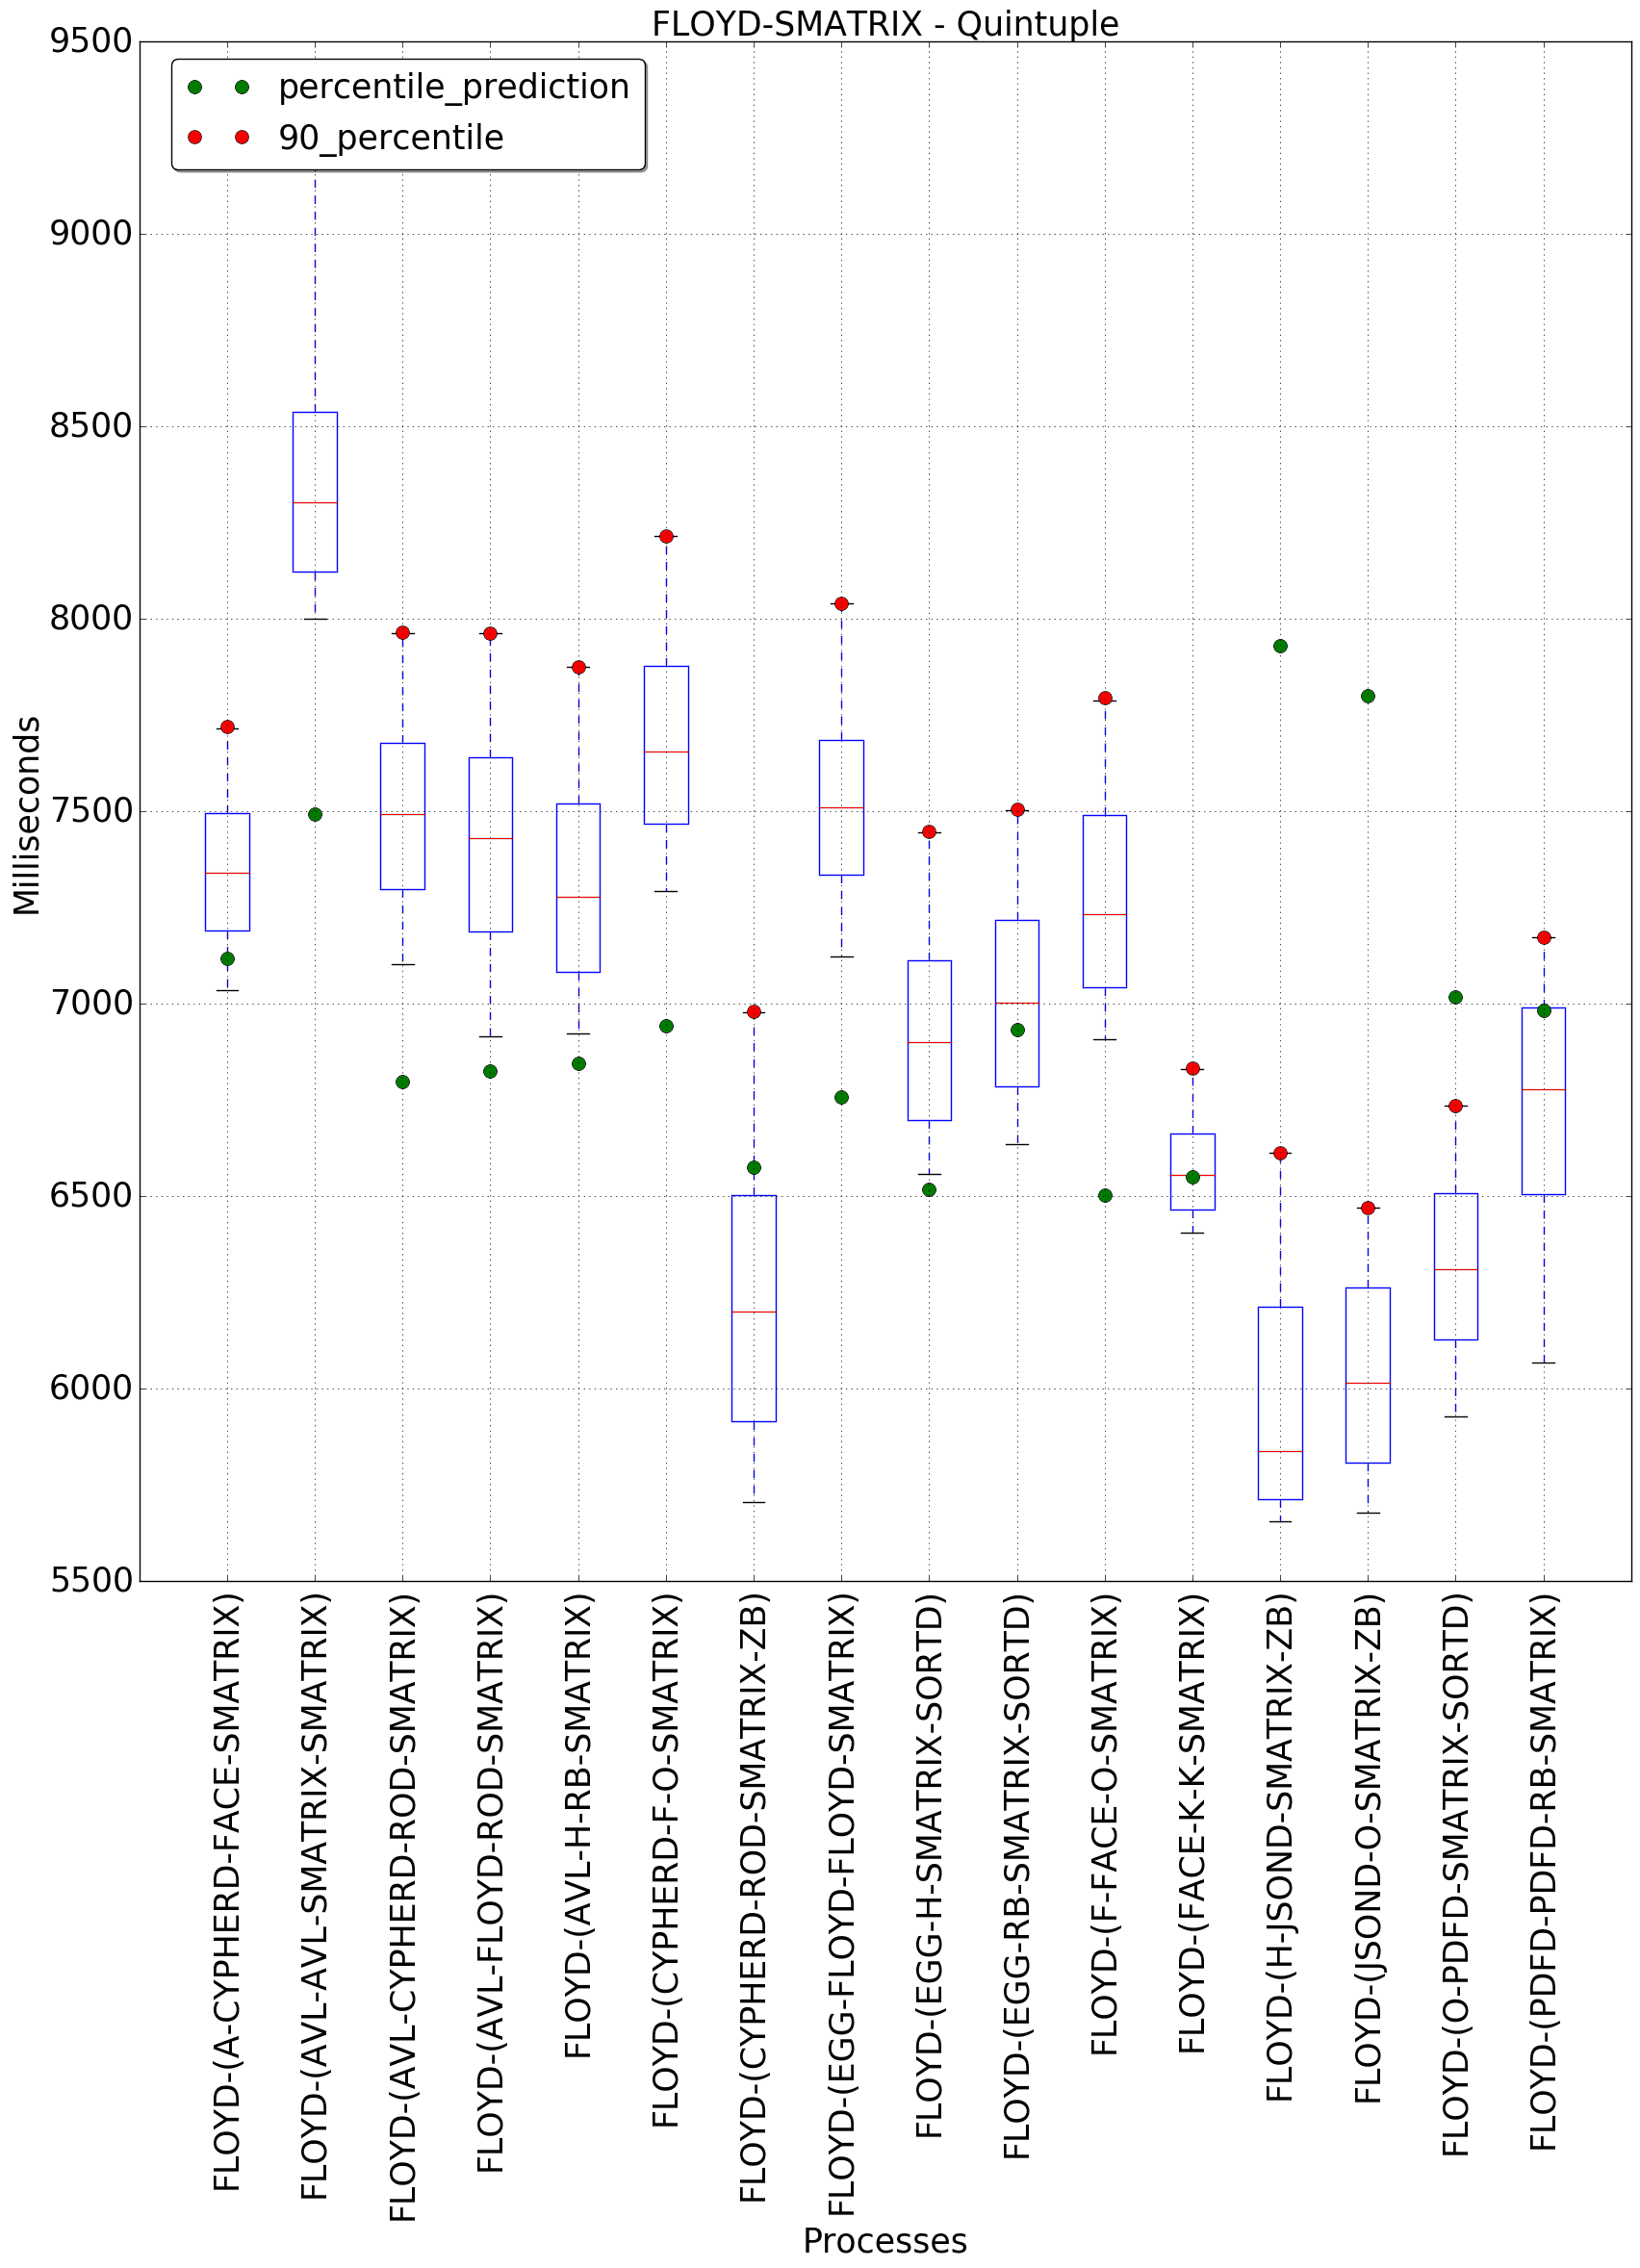 FLOYD-SMATRIX - Quintuple
percentile_prediction
90_percentile
9500
9000
8500
8000
7500
7000
6500
6000
5500
Milliseconds
FLOYD-(A-CYPHERD-FACE-SMATRIX)
FLOYD-(AVL-AVL-SMATRIX-SMATRIX)
FLOYD-(AVL-CYPHERD-ROD-SMATRIX)
FLOYD-(AVL-FLOYD-ROD-SMATRIX)
FLOYD-(AVL-H-RB-SMATRIX)
FLOYD-(CYPHERD-F-O-SMATRIX)
FLOYD-(CYPHERD-ROD-SMATRIX-ZB)
FLOYD-(EGG-FLOYD-FLOYD-SMATRIX)
FLOYD-(EGG-H-SMATRIX-SORTD)
FLOYD-(EGG-RB-SMATRIX-SORTD)
FLOYD-(F-FACE-O-SMATRIX)
FLOYD-(FACE-K-K-SMATRIX)
FLOYD-(H-JSOND-SMATRIX-ZB)
FLOYD-(JSOND-O-SMATRIX-ZB)
FLOYD-(O-PDFD-SMATRIX-SORTD)
FLOYD-(PDFD-PDFD-RB-SMATRIX)
Processes